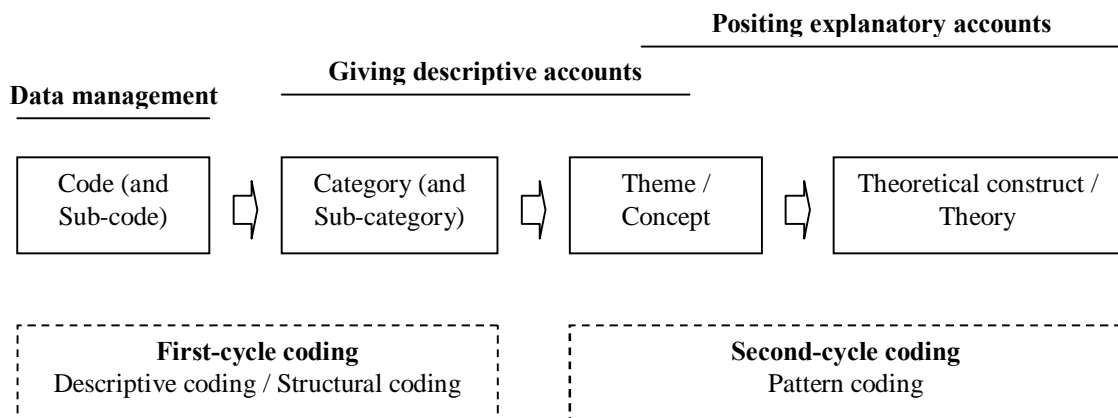 Positing explanatory accounts
Giving descriptive accounts
Data management
Code (and
Sub-code)
Category (and
Sub-category)
Theme /
Concept
Theoretical construct /
Theory
First-cycle coding
Descriptive coding / Structural coding
Second-cycle coding
Pattern coding